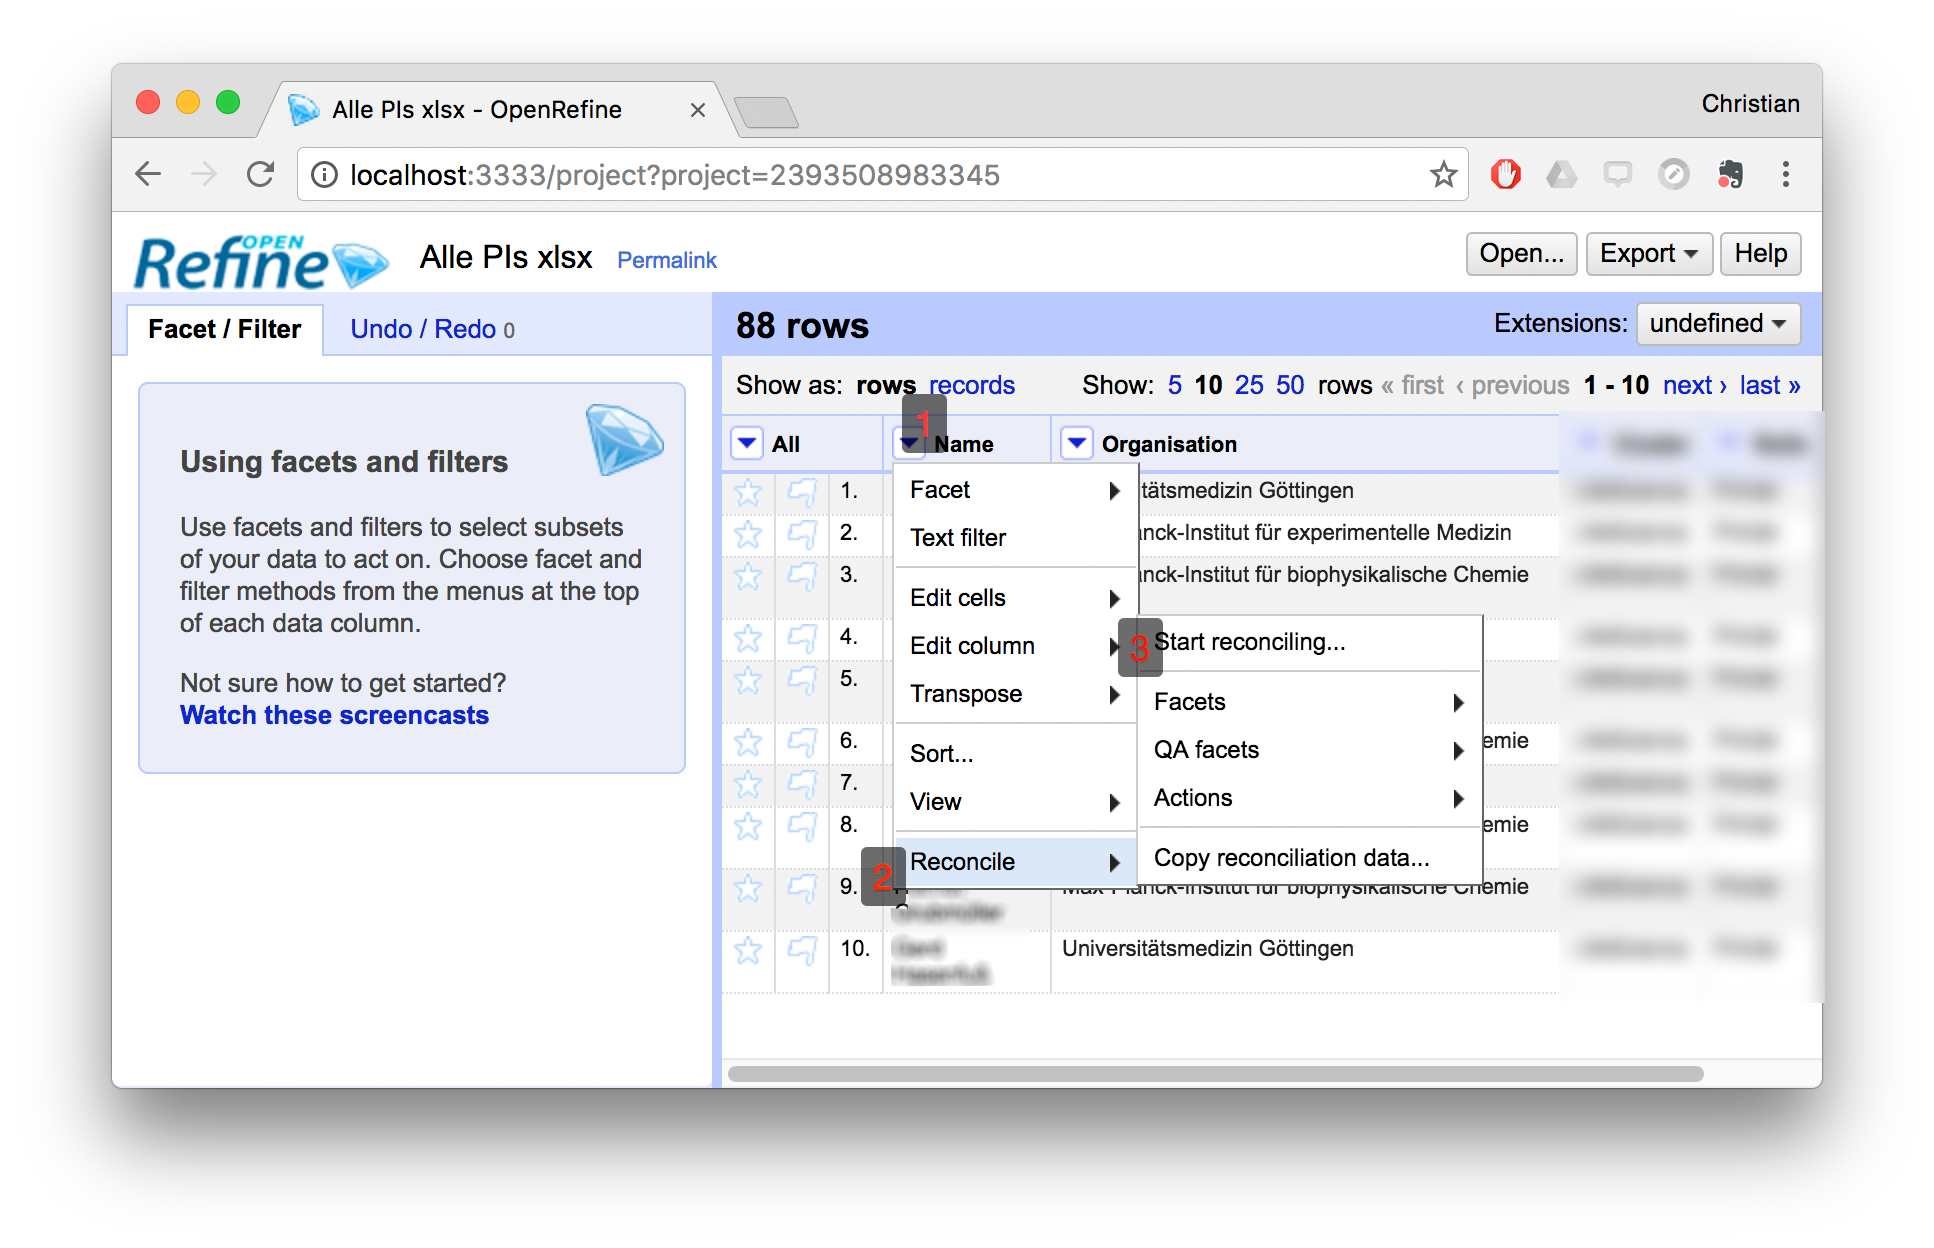 Alle PIs xlsx - OpenRefine
Christian
localhost:3333/project?project=2393508983345
OPEN
Refine
Alle PIs xlsx Permalink
Open... Export Help
Facet / Filter Undo / Redo 0
88 rows
Extensions: undefined
Show as: rows records Show: 5 10 25 50 rows « first ‹ previous 1 - 10 next › last »
1
All Name Organisation
Using facets and filters
Use facets and filters to select subsets
of your data to act on. Choose facet and
filter methods from the menus at the top
of each data column.
Not sure how to get started?
Watch these screencasts
Facet
Text filter
Edit cells
Edit column
Transpose
Sort...
View
2 Reconcile
3 Start reconciling...
Facets
QA facets
Actions
Copy reconciliation data...
1. tätsmedizin Göttingen
2. nck-Institut für experimentelle Medizin
3. nck-Institut für biophysikalische Chemie
4.
5.
6. emie
7.
8. emie
9. Max-Planck-Institut für biophysikalische Chemie
10. Universitätsmedizin Göttingen